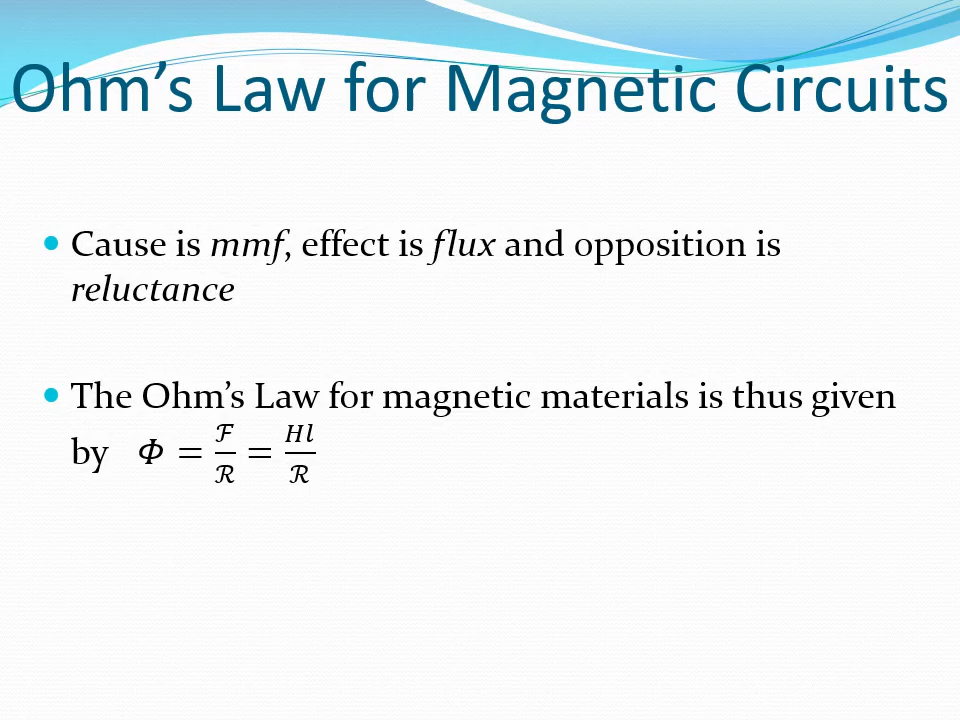 Ohm’s Law for Magnetic Circuits
• Cause is mmf, effect is flux and opposition is
reluctance
• The Ohm’s Law for magnetic materials is thus given
by Φ = ℱ/ℛ = Hl/ℛ